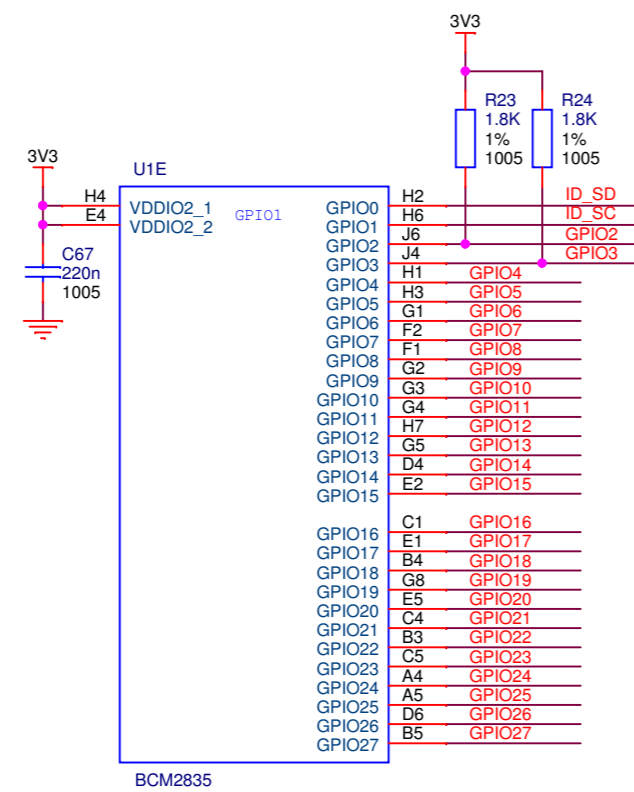 3V3
R23
1.8K
1%
1005
R24
1.8K
1%
1005
3V3
U1E
H4 VDDIO2_1
E4 VDDIO2_2
GPIO1
C67
220n
1005
GPIO0 H2 ID_SD
GPIO1 H6 ID_SC
GPIO2 J6 GPIO2
GPIO3 J4 GPIO3
GPIO4 H1 GPIO4
GPIO5 H3 GPIO5
GPIO6 G1 GPIO6
GPIO7 F2 GPIO7
GPIO8 F1 GPIO8
GPIO9 G2 GPIO9
GPIO10 G3 GPIO10
GPIO11 G4 GPIO11
GPIO12 H7 GPIO12
GPIO13 G5 GPIO13
GPIO14 D4 GPIO14
GPIO15 E2 GPIO15
GPIO16 C1 GPIO16
GPIO17 E1 GPIO17
GPIO18 B4 GPIO18
GPIO19 G8 GPIO19
GPIO20 E5 GPIO20
GPIO21 C4 GPIO21
GPIO22 B3 GPIO22
GPIO23 C5 GPIO23
GPIO24 A4 GPIO24
GPIO25 A5 GPIO25
GPIO26 D6 GPIO26
GPIO27 B5 GPIO27
BCM2835